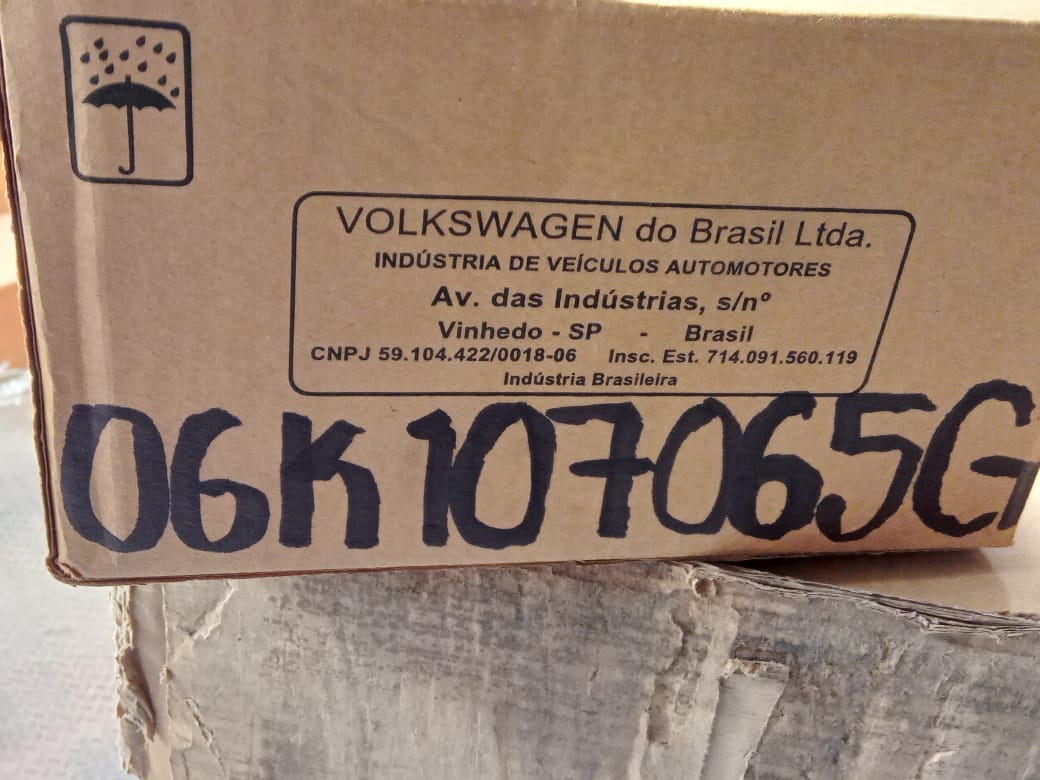 VOLKSWAGEN do Brasil Ltda.
INDÚSTRIA DE VEÍCULOS AUTOMOTORES
Av. das Indústrias, s/nº
Vinhedo - SP - Brasil
CNPJ 59.104.422/0018-06 Insc. Est. 714.091.560.119
Indústria Brasileira
06K107065G